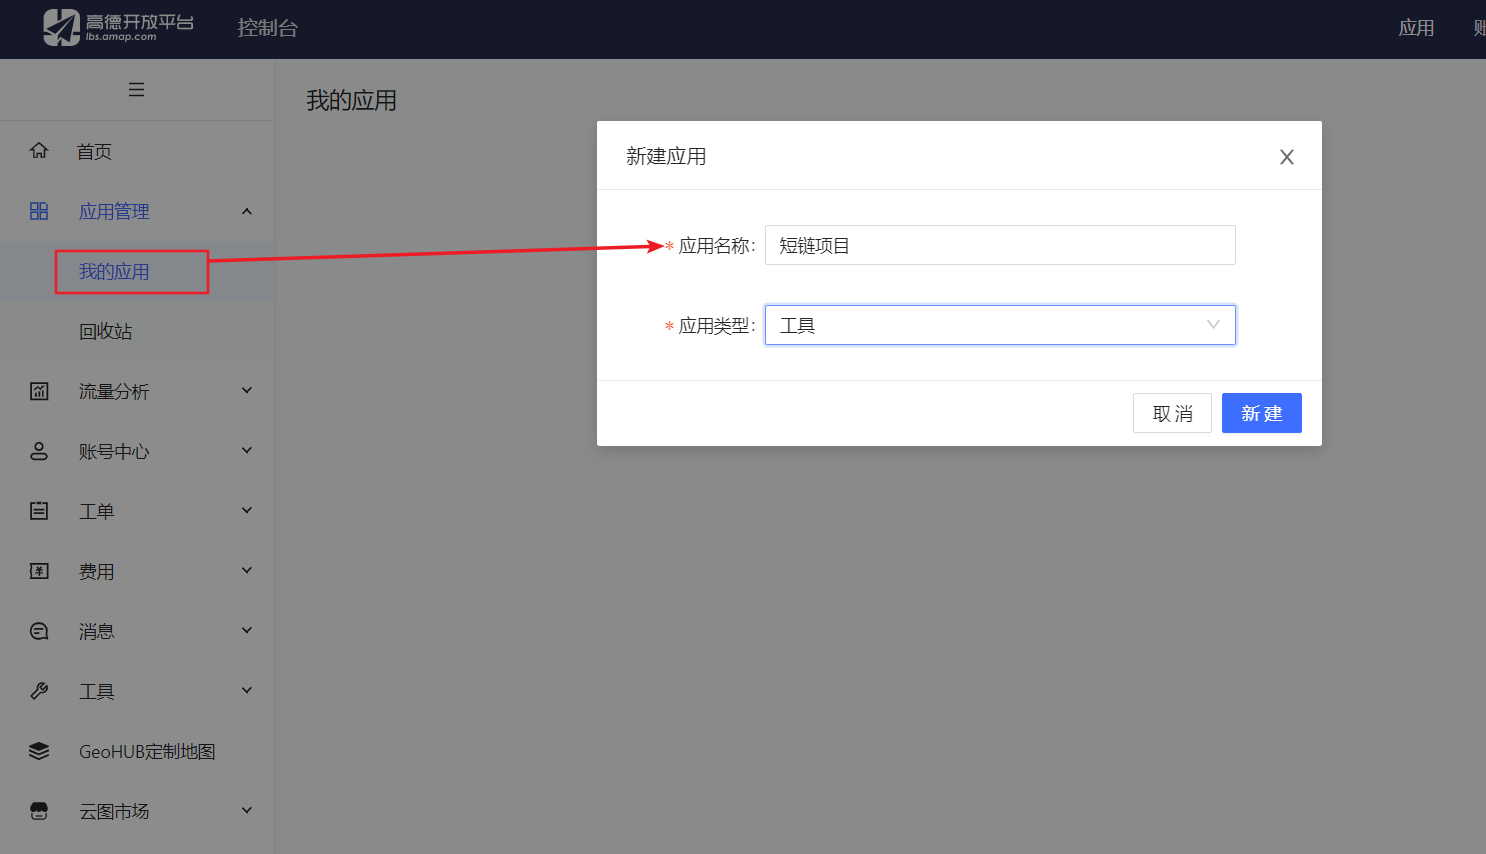 高德开放平台
lbs.amap.com
控制台
应用
账
我的应用
首页
应用管理
我的应用
回收站
流量分析
账号中心
工单
费用
消息
工具
GeoHUB定制地图
云图市场
新建应用
* 应用名称:
短链项目
* 应用类型:
工具
取 消
新 建